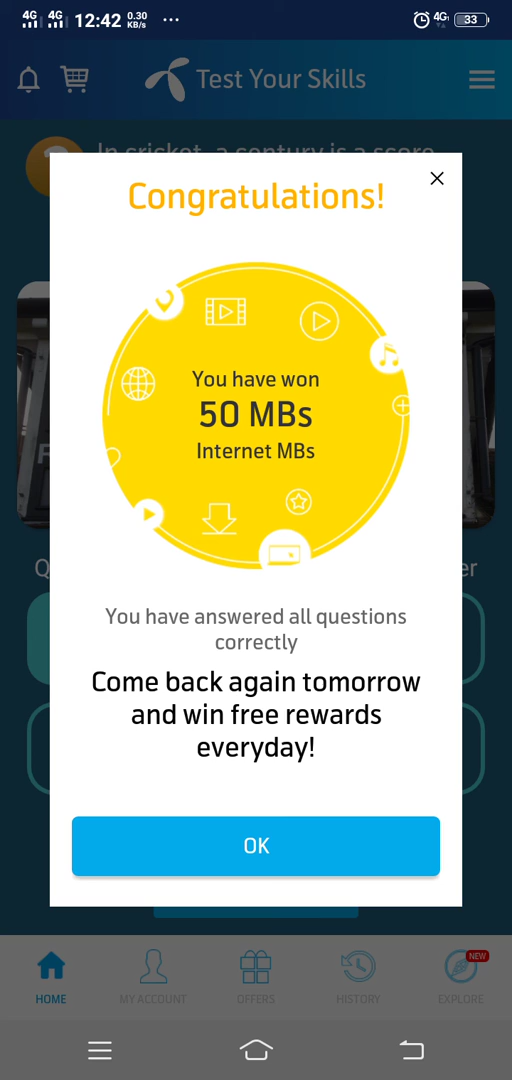 4G 4G 12:42 0.30 KB/s ... 4G 33
Test Your Skills
In cricket, a century is a score
Congratulations!
You have won
50 MBs
Internet MBs
You have answered all questions
correctly
Come back again tomorrow
and win free rewards
everyday!
OK
NEW
HOME MY ACCOUNT OFFERS HISTORY EXPLORE